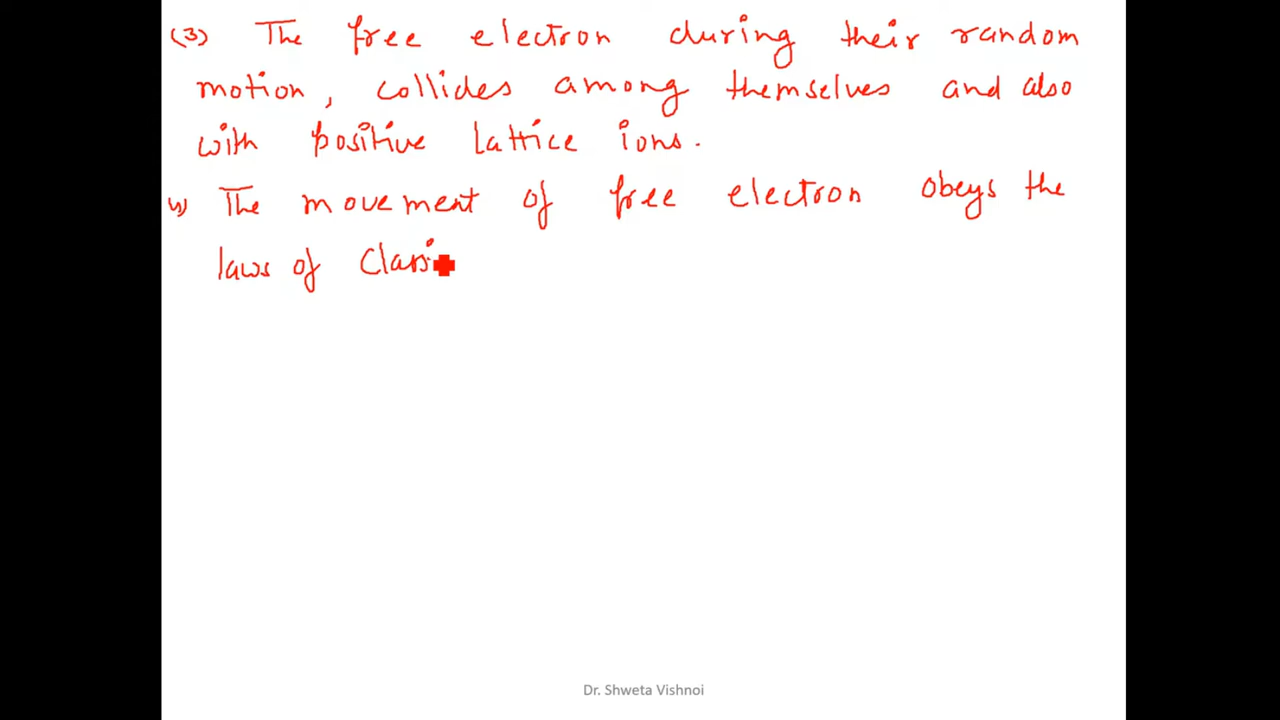 (3) The free electron during their random
motion, collides among themselves and also
with positive lattice ions.
4) The movement of free electron obeys the
laws of Classi
Dr. Shweta Vishnoi